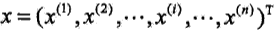 x = (x^{(1)}, x^{(2)}, ⋯, x^{(i)}, ⋯, x^{(n)})^T